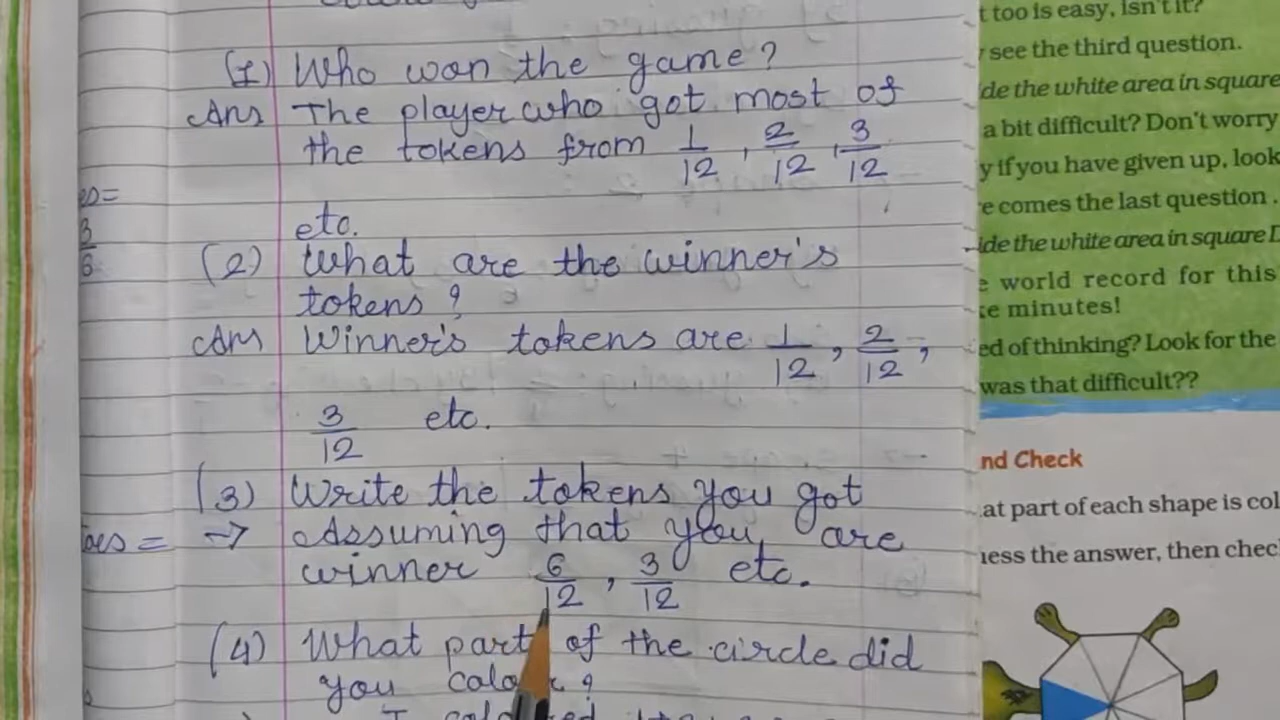 (1) Who won the game?
Ans The player who got most of
the tokens from 1/12, 2/12, 3/12
etc.
(2) What are the winner's
tokens?
Ans Winner's tokens are 1/12, 2/12,
3/12 etc.
(3) Write the tokens you got
→ Assuming that you are
winner 6/12, 3/12 etc.
(4) What part of the circle did
you
es=
3
6
=
t too is easy, isn't it?
see the third question.
de the white area in square
a bit difficult? Don't worry
y if you have given up, look
e comes the last question.
ide the white area in square D
e world record for this
e minutes!
ed of thinking? Look for the
was that difficult??
nd Check
at part of each shape is col
uess the answer, then chec